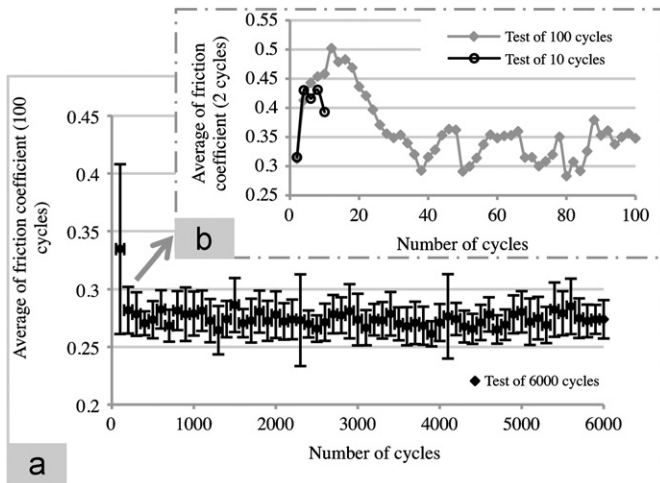 0.55
0.5
0.45
0.4
0.35
0.3
0.25
Average of friction
coefficient (2 cycles)
Test of 100 cycles
Test of 10 cycles
0 20 40 60 80 100
Number of cycles
b
0.45
0.4
0.35
0.3
0.25
0.2
Average of friction coefficient (100
cycles)
Test of 6000 cycles
0 1000 2000 3000 4000 5000 6000
Number of cycles
a